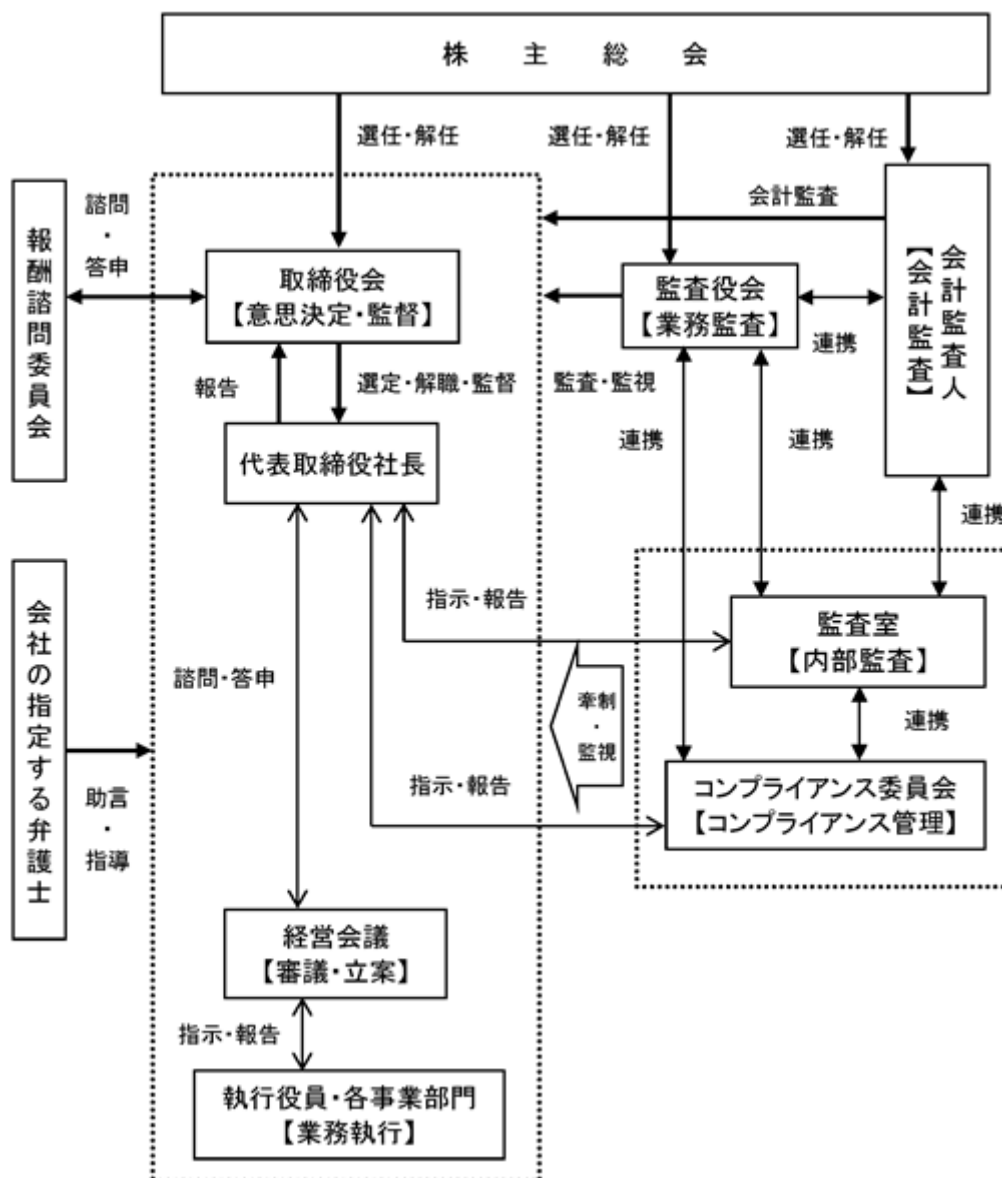 株主総会
選任・解任
選任・解任
選任・解任
諮問
・
答申
報酬諮問委員会
取締役会
【意思決定・監督】
会計監査
監査役会
【業務監査】
連携
会計監査人
【会計監査】
報告
選定・解職・監督
監査・監視
代表取締役社長
連携
連携
連携
会社の指定する弁護士
助言
・
指導
指示・報告
監査室
【内部監査】
諮問・答申
牽制
・
監視
連携
指示・報告
コンプライアンス委員会
【コンプライアンス管理】
経営会議
【審議・立案】
指示・報告
執行役員・各事業部門
【業務執行】